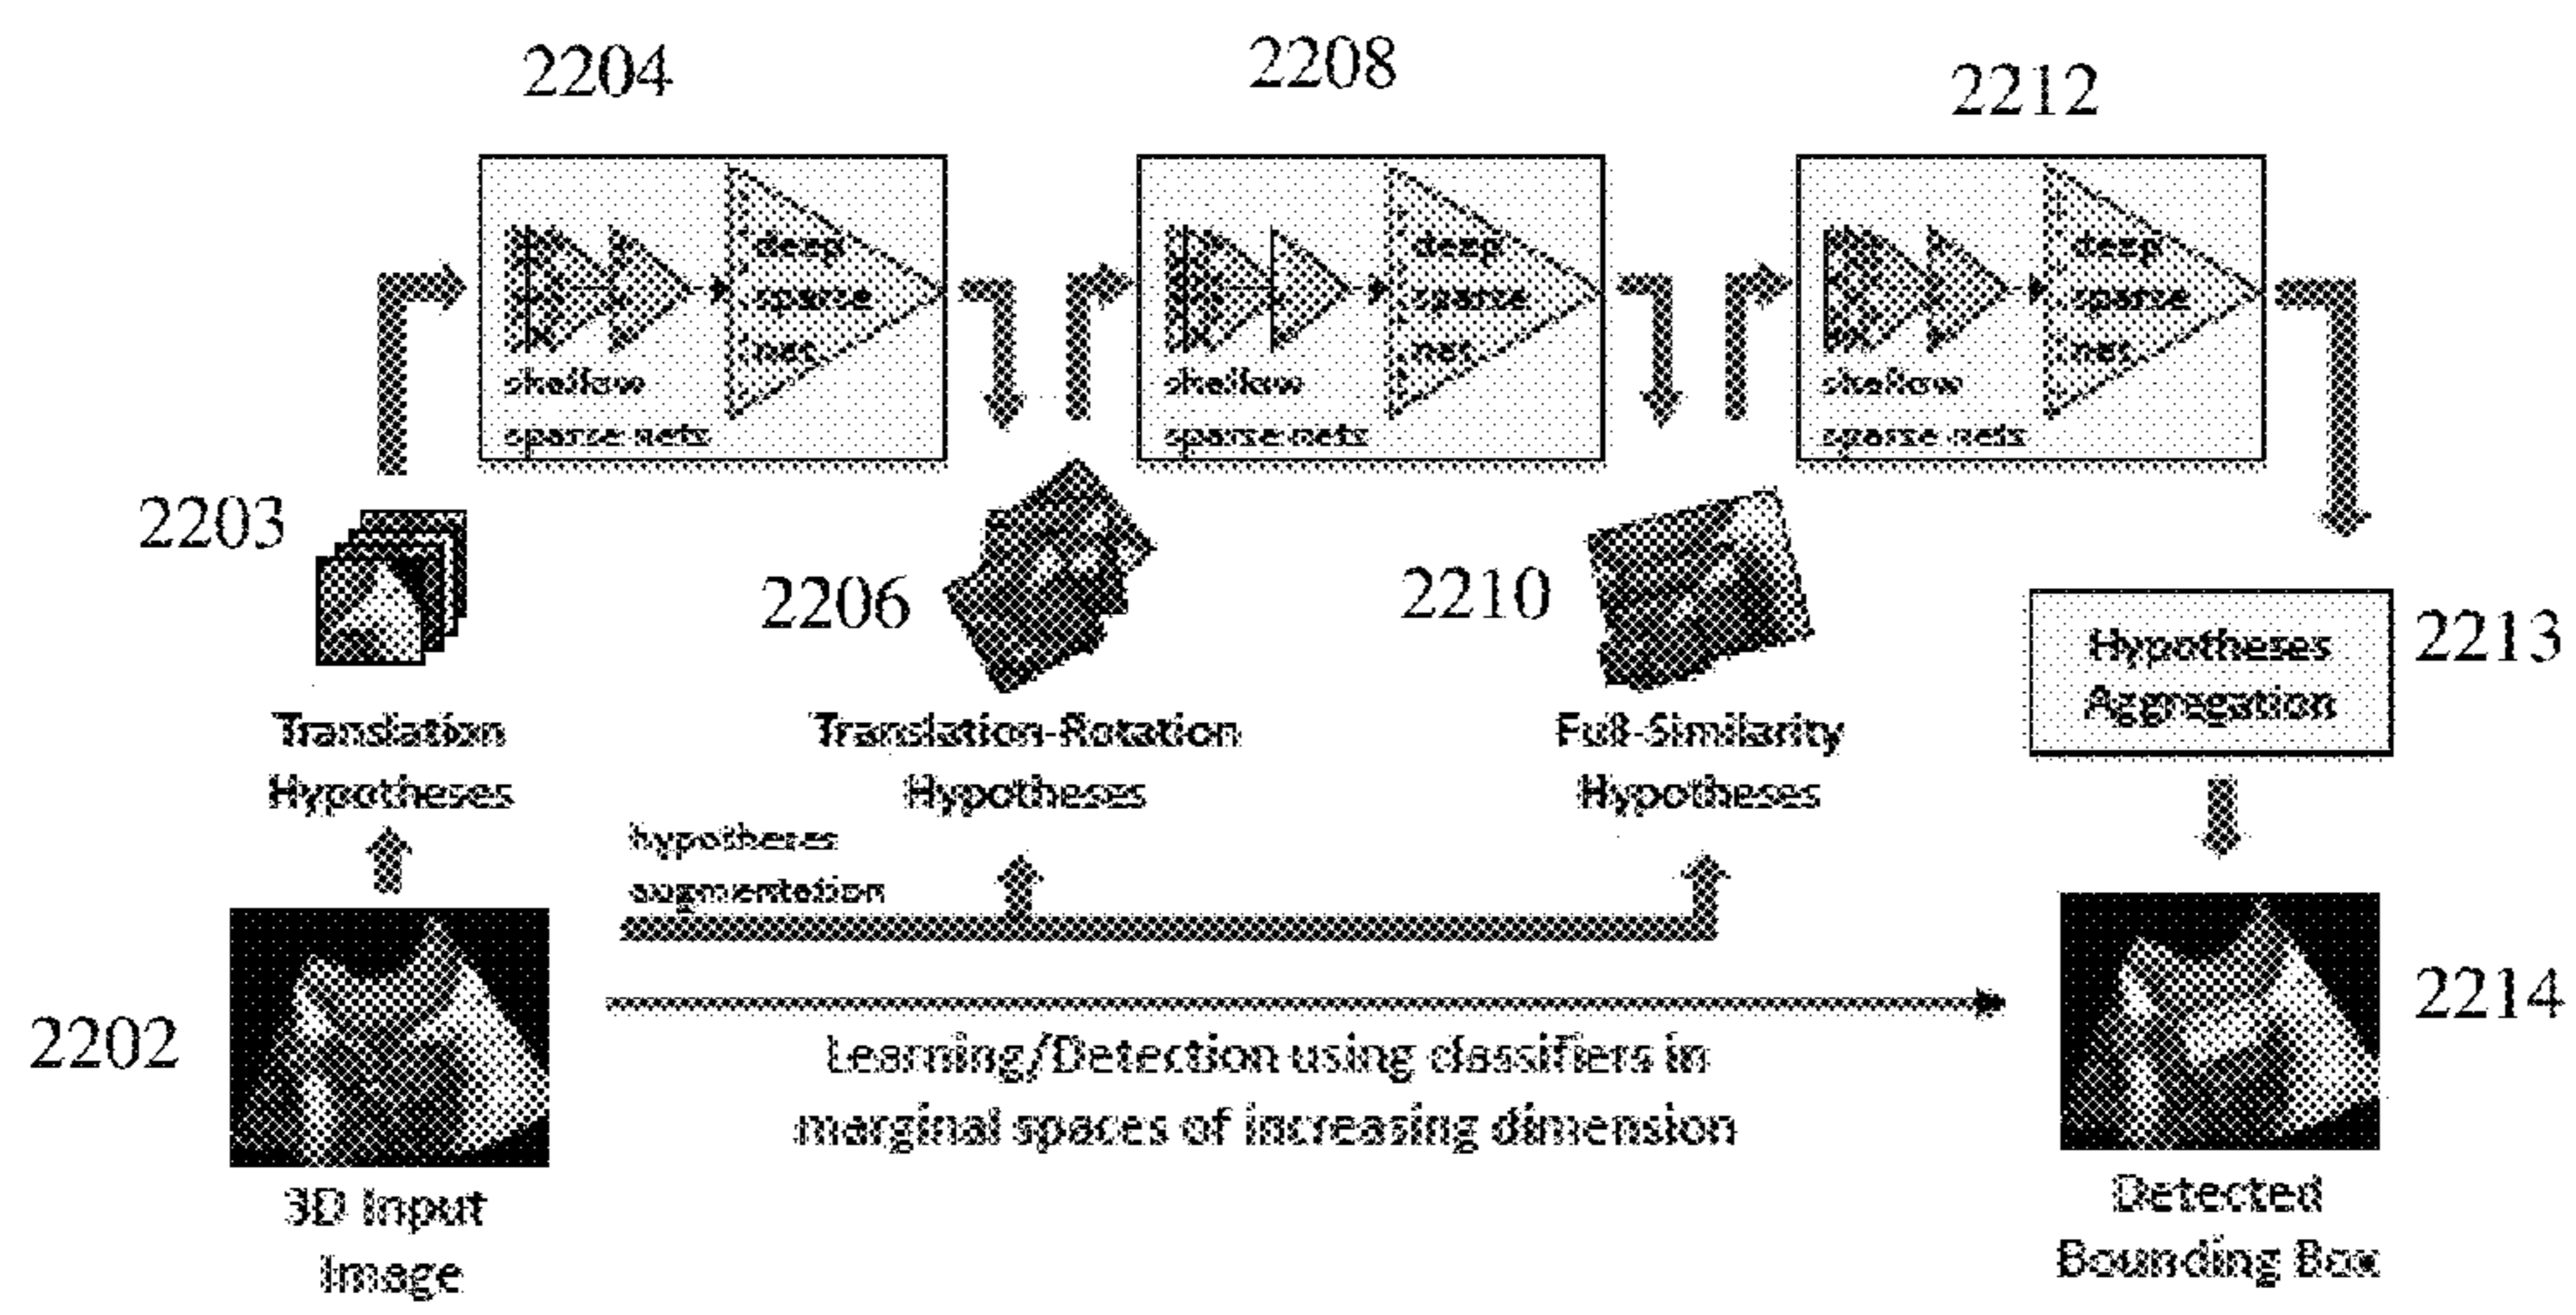 2204
2208
2212
deep
sparse
net
shallow
sparse nets
deep
sparse
net
shallow
sparse nets
deep
sparse
net
shallow
sparse nets
2203
2206
2210
Hypotheses
Aggregation
2213
Translation
Hypotheses
Translation-Rotation
Hypotheses
Full-Similarity
Hypotheses
hypotheses
augmentation
2202
2214
Learning/Detection using classifiers in
marginal spaces of increasing dimension
3D Input
Image
Detected
Bounding Box